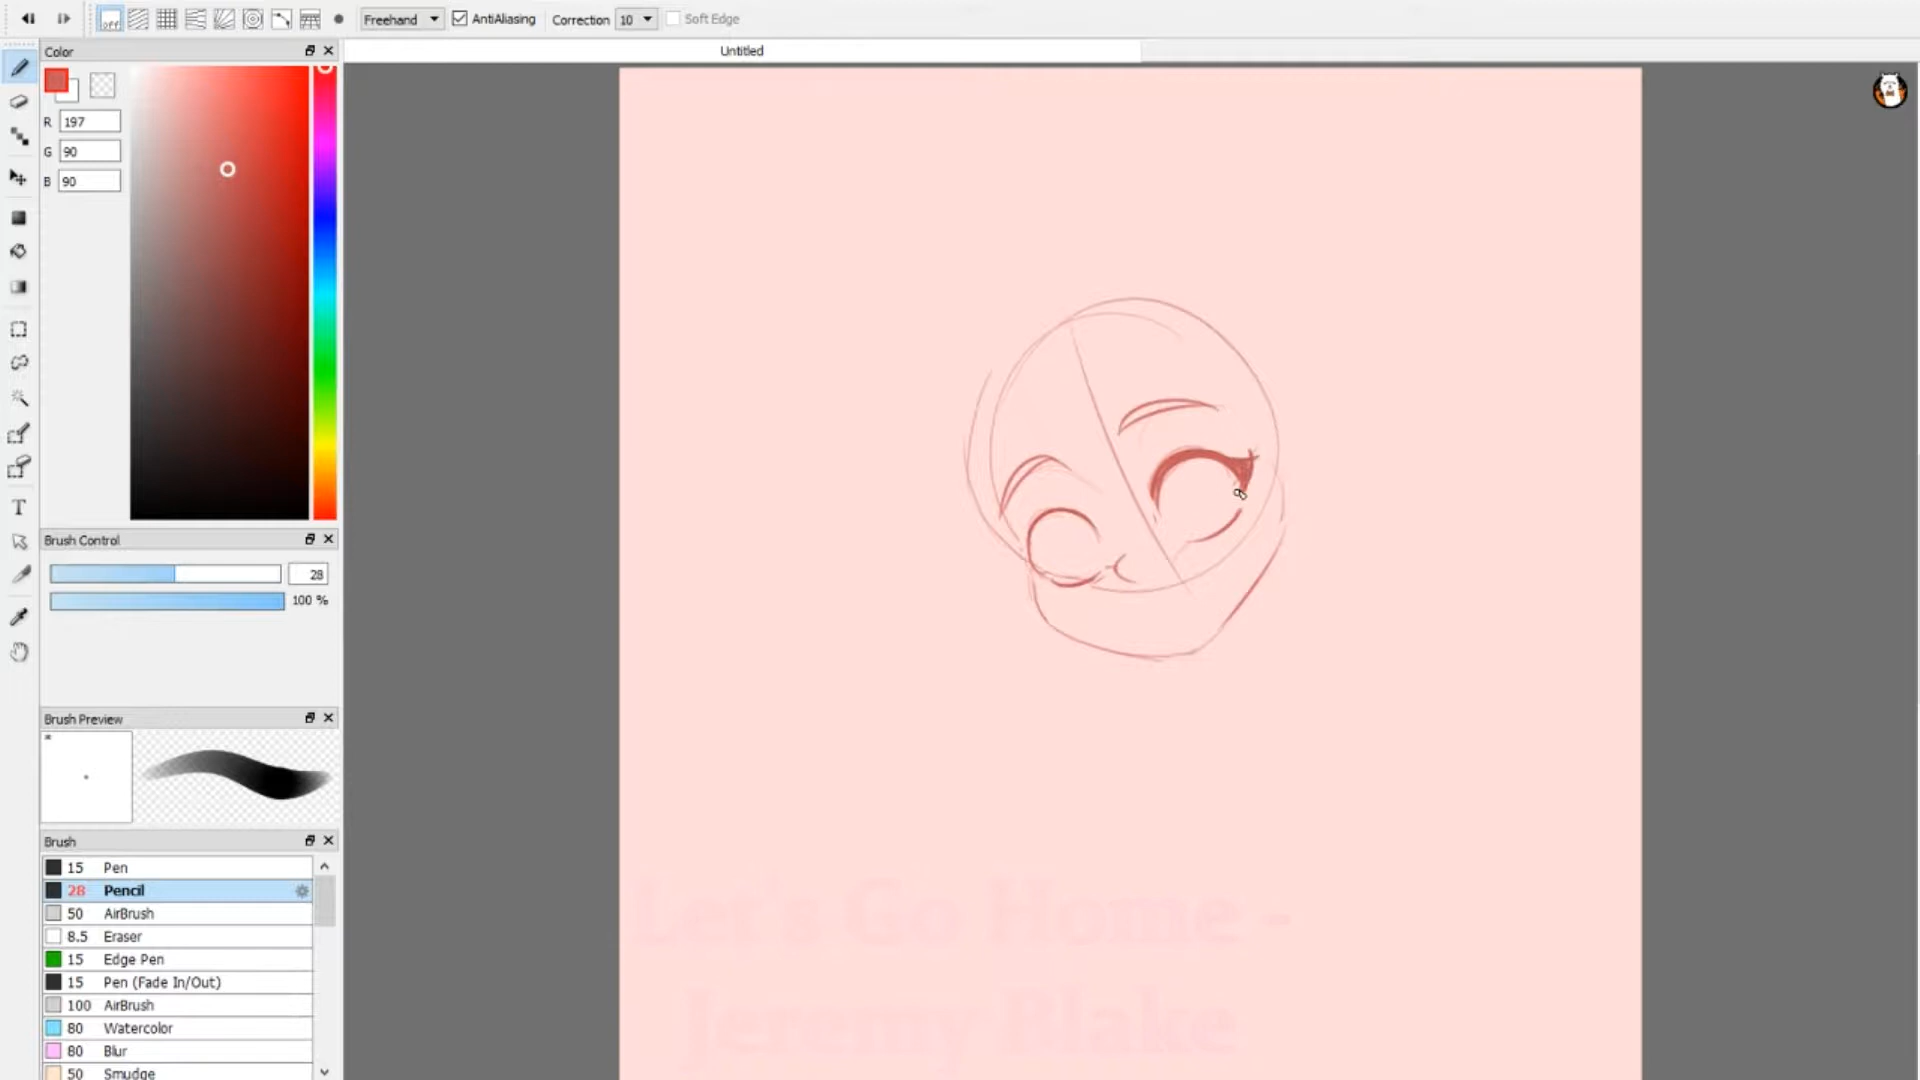 off
Freehand
AntiAliasing
Correction
10
Soft Edge
Color
Untitled
R 197
G 90
B 90
Brush Control
28
100 %
Brush Preview
Brush
15 Pen
28 Pencil
50 AirBrush
8.5 Eraser
15 Edge Pen
15 Pen (Fade In/Out)
100 AirBrush
80 Watercolor
80 Blur
50 Smudge
T
Let's Go Home -
Jeremy Blake